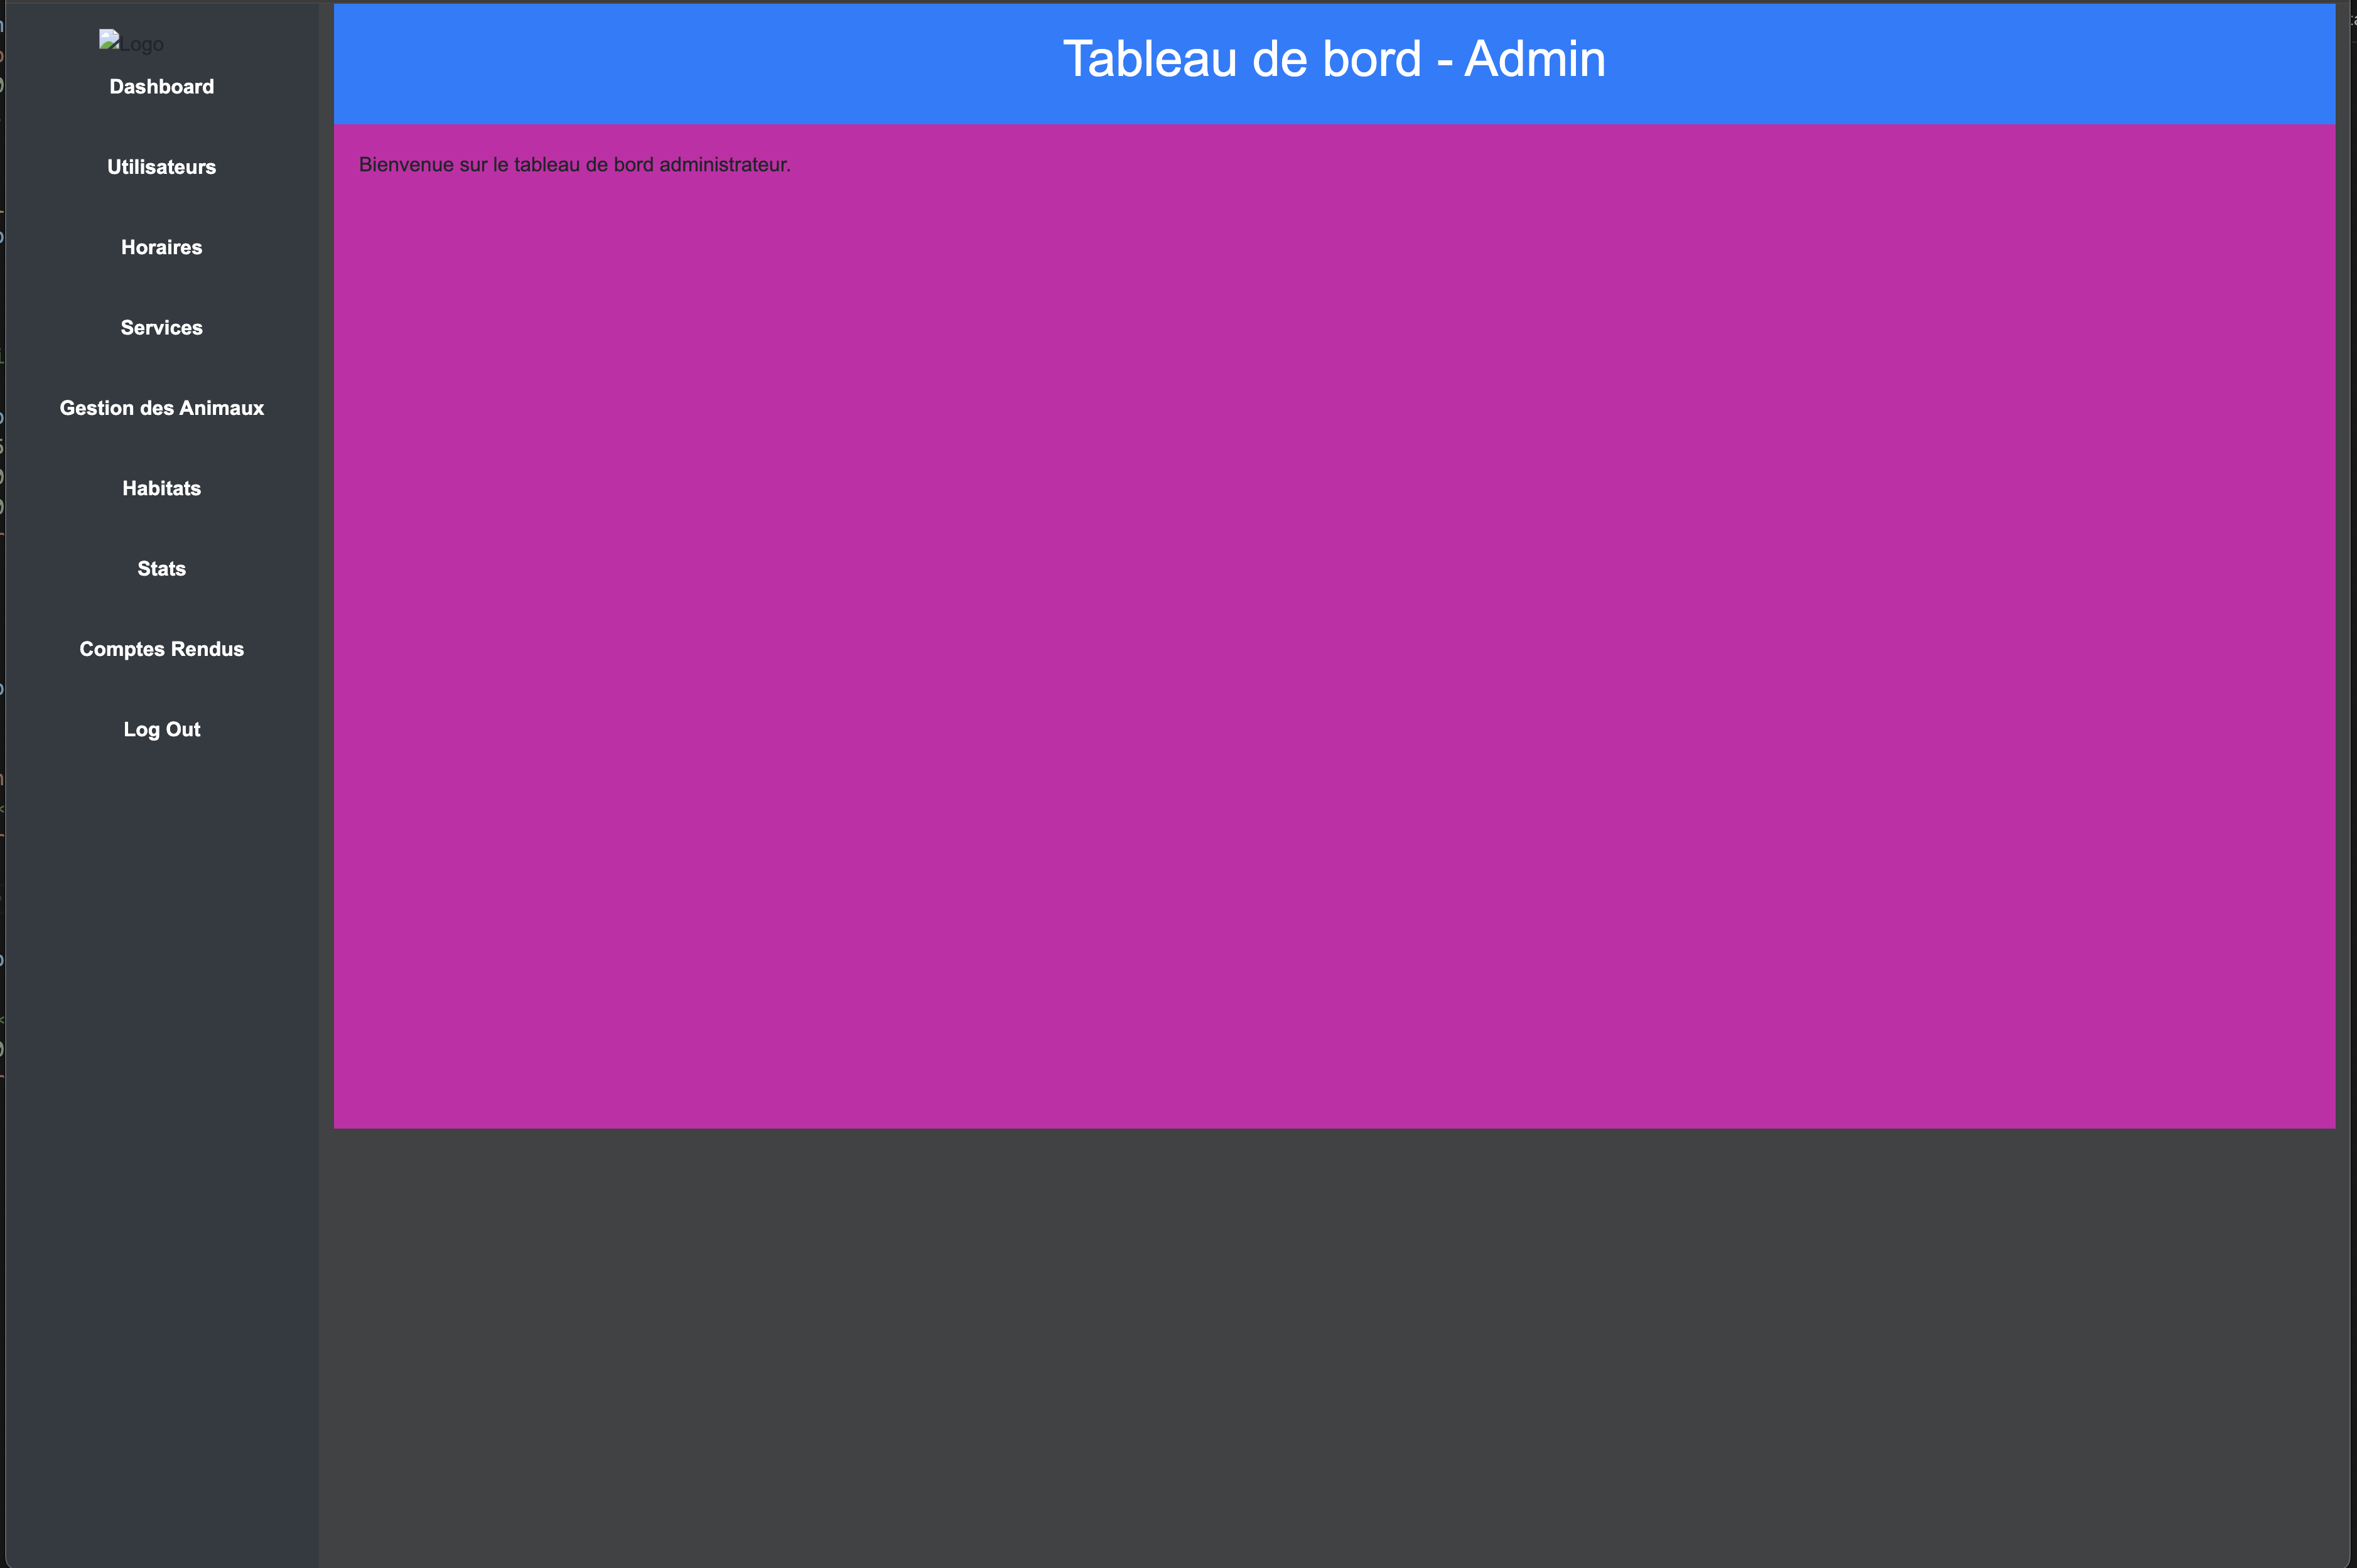 Logo
Dashboard
Utilisateurs
Horaires
Services
Gestion des Animaux
Habitats
Stats
Comptes Rendus
Log Out
Tableau de bord - Admin
Bienvenue sur le tableau de bord administrateur.